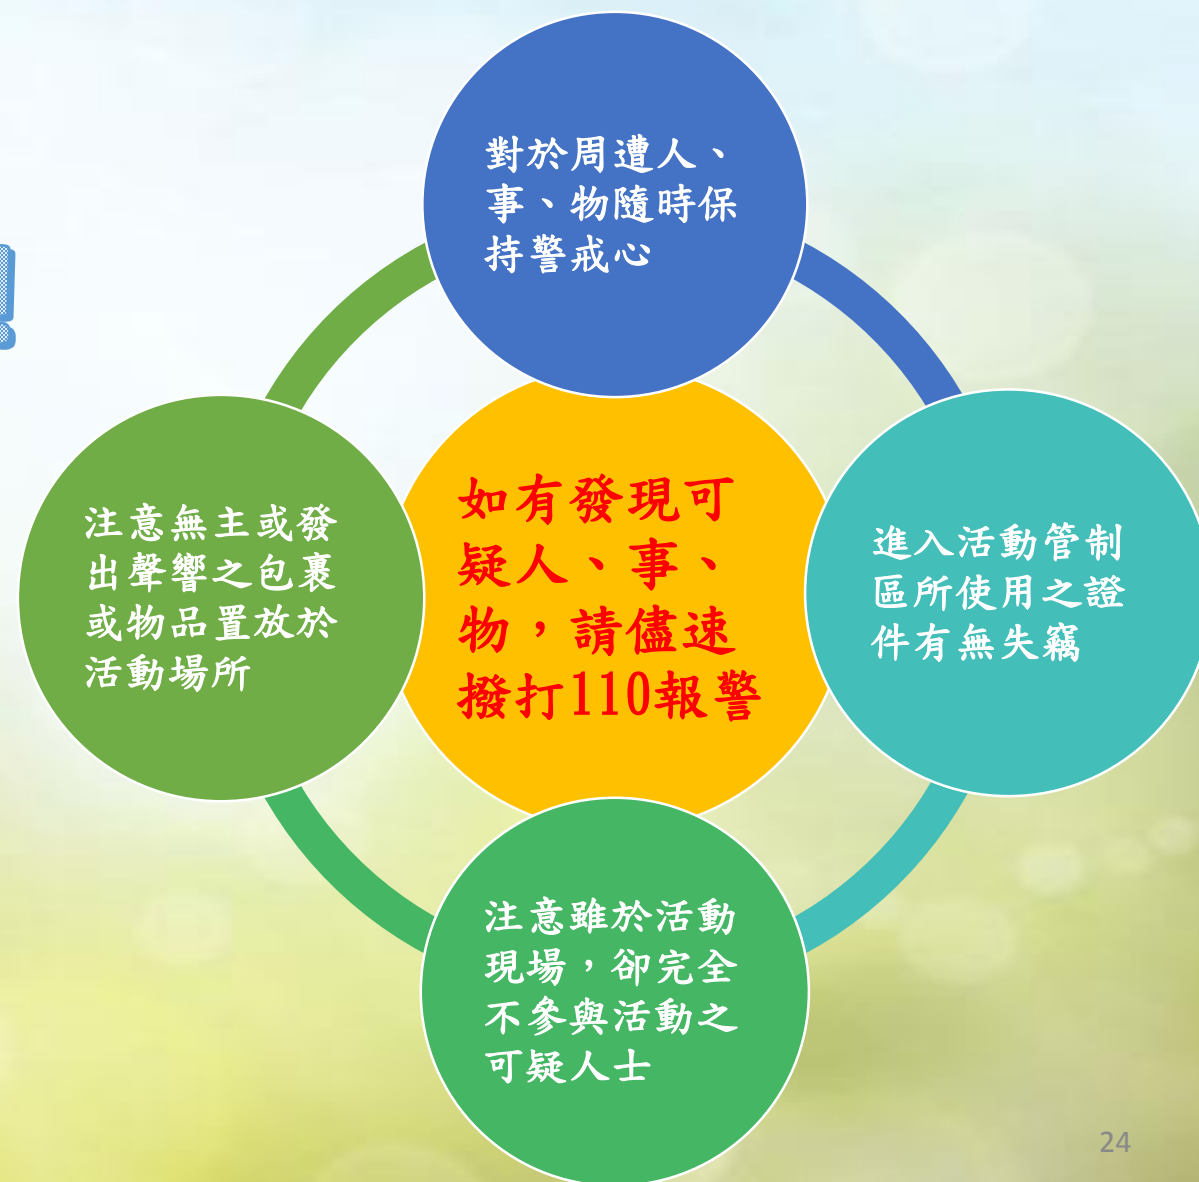 對於周遭人、
事、物隨時保
持警戒心
!
注意無主或發
出聲響之包裹
或物品置放於
活動場所
如有發現可
疑人、事、
物，請儘速
撥打110報警
進入活動管制
區所使用之證
件有無失竊
注意雖於活動
現場，卻完全
不參與活動之
可疑人士
24